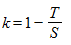 k = 1 − T/S